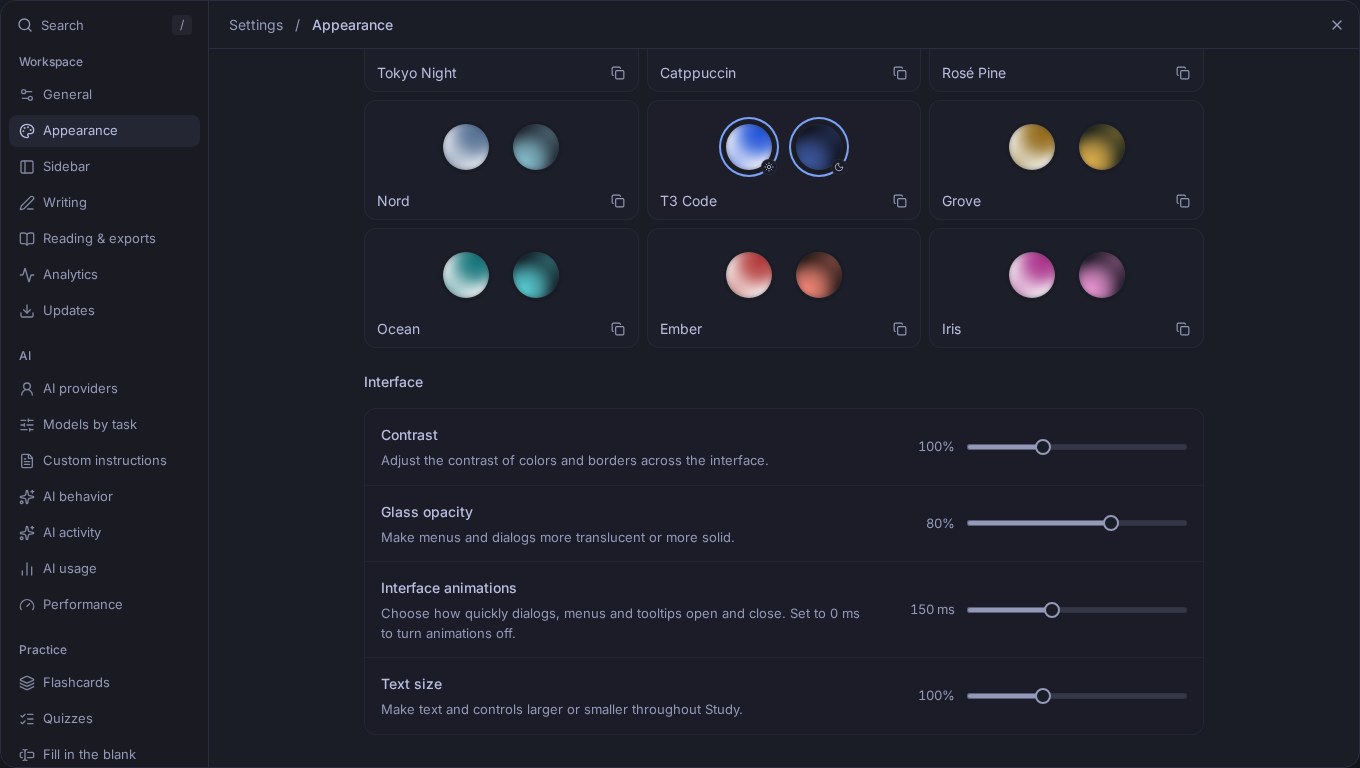 Search
/
Workspace
General
Appearance
Sidebar
Writing
Reading & exports
Analytics
Updates
AI
AI providers
Models by task
Custom instructions
AI behavior
AI activity
AI usage
Performance
Practice
Flashcards
Quizzes
Fill in the blank
Settings / Appearance
Tokyo Night
Catppuccin
Rosé Pine
Nord
T3 Code
Grove
Ocean
Ember
Iris
Interface
Contrast
Adjust the contrast of colors and borders across the interface.
100%
Glass opacity
Make menus and dialogs more translucent or more solid.
80%
Interface animations
Choose how quickly dialogs, menus and tooltips open and close. Set to 0 ms
to turn animations off.
150 ms
Text size
Make text and controls larger or smaller throughout Study.
100%